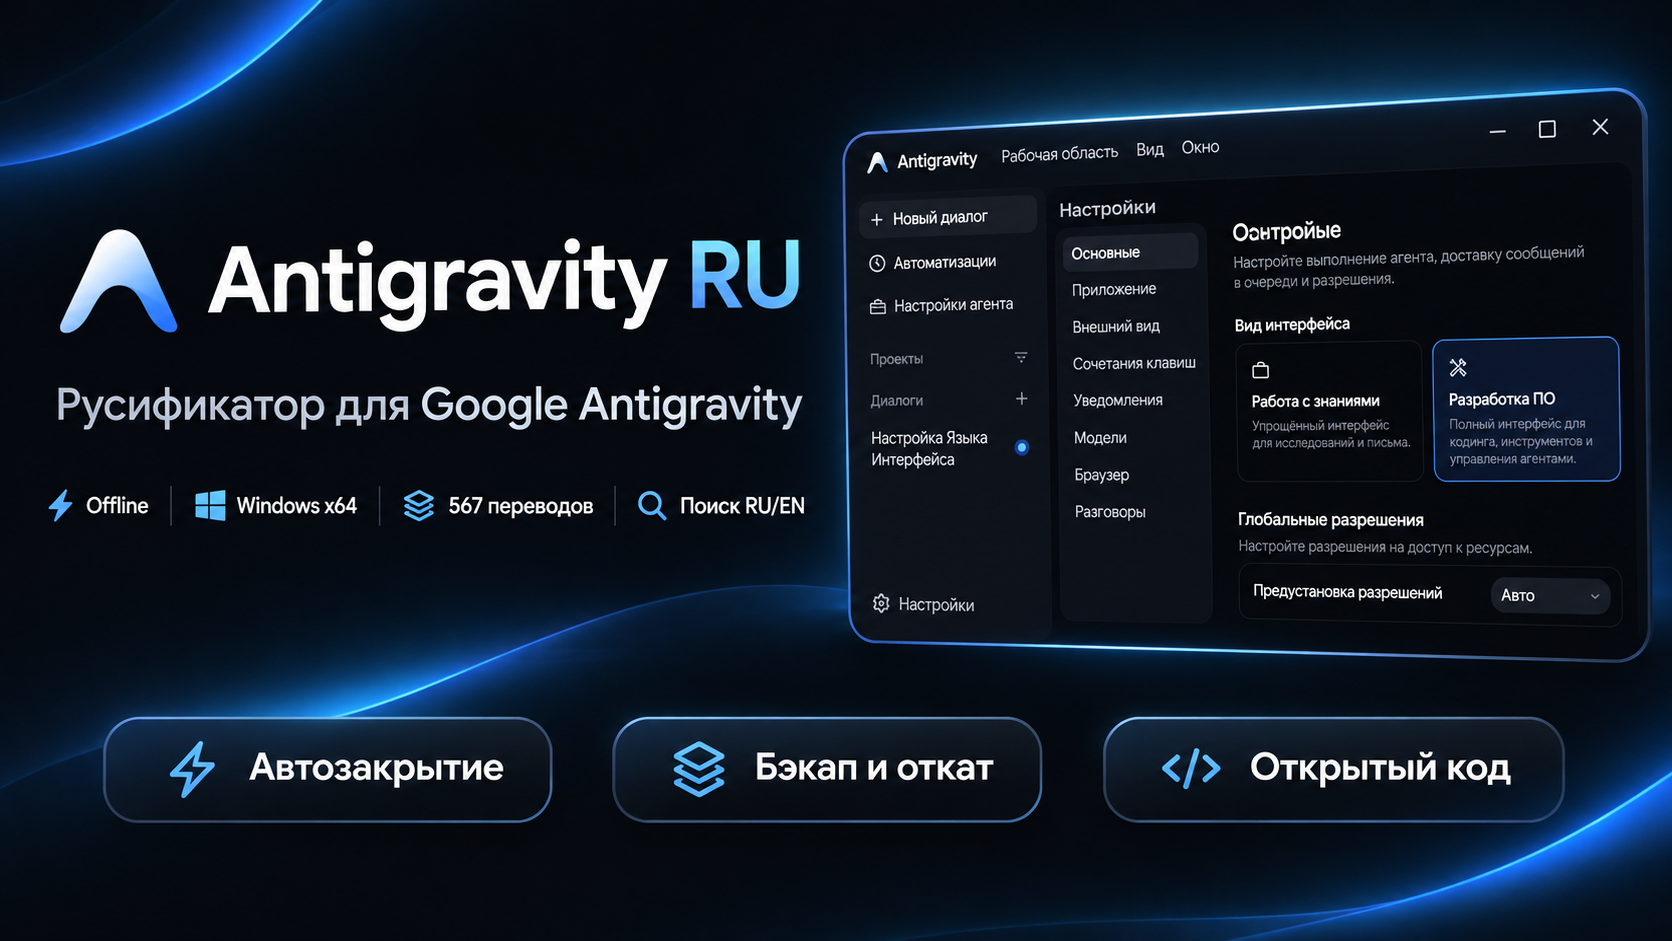 Antigravity RU
Русификатор для Google Antigravity
Offline
Windows x64
567 переводов
Поиск RU/EN
Antigravity
Рабочая область
Вид
Окно
Новый диалог
Автоматизации
Настройки агента
Проекты
Диалоги
Настройка Языка
Интерфейса
Настройки
Настройки
Основные
Приложение
Внешний вид
Сочетания клавиш
Уведомления
Модели
Браузер
Разговоры
Настройте выполнение агента, доставку сообщений
в очереди и разрешения.
Вид интерфейса
Работа с знаниями
Упрощённый интерфейс
для исследований и письма.
Разработка ПО
Полный интерфейс для
кодинга, инструментов и
управления агентами.
Глобальные разрешения
Настройте разрешения на доступ к ресурсам.
Предустановка разрешений
Авто
Автозакрытие
Бэкап и откат
Открытый код